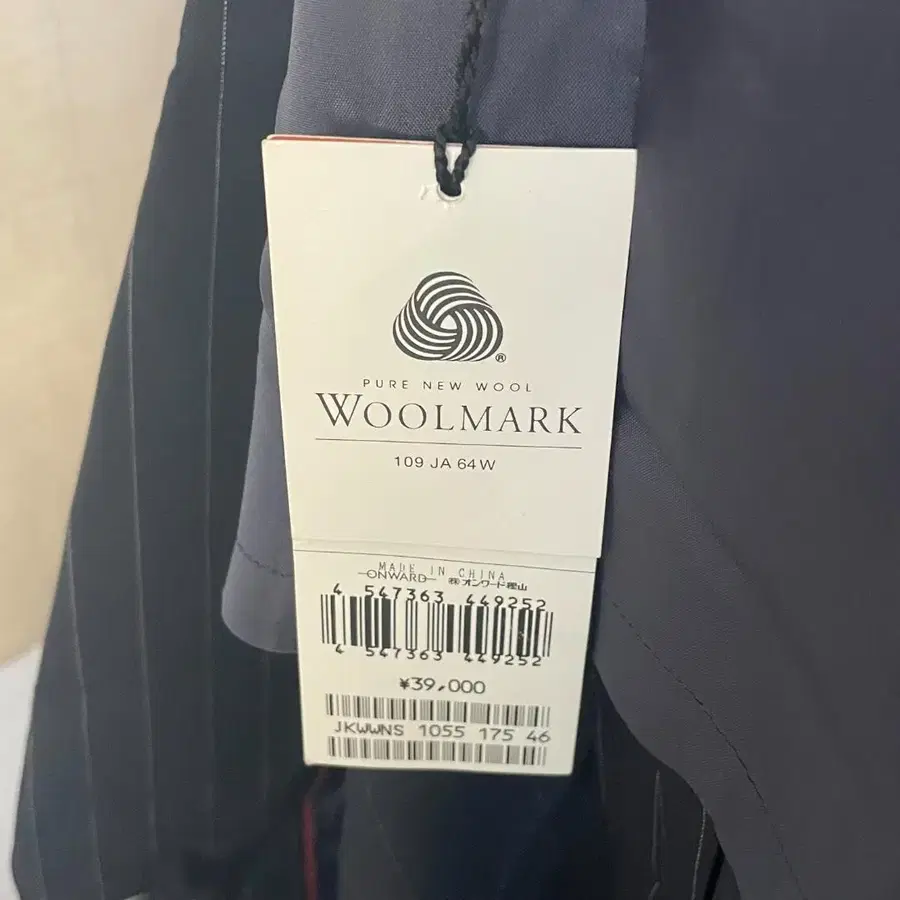 ®
PURE NEW WOOL
WOOLMARK
109 JA 64W
MADE IN CHINA
ONWARD ㈱オンワード樫山
4 547363 449252
4 547363 449252
¥39,000
JKWWNS 1055 175 46